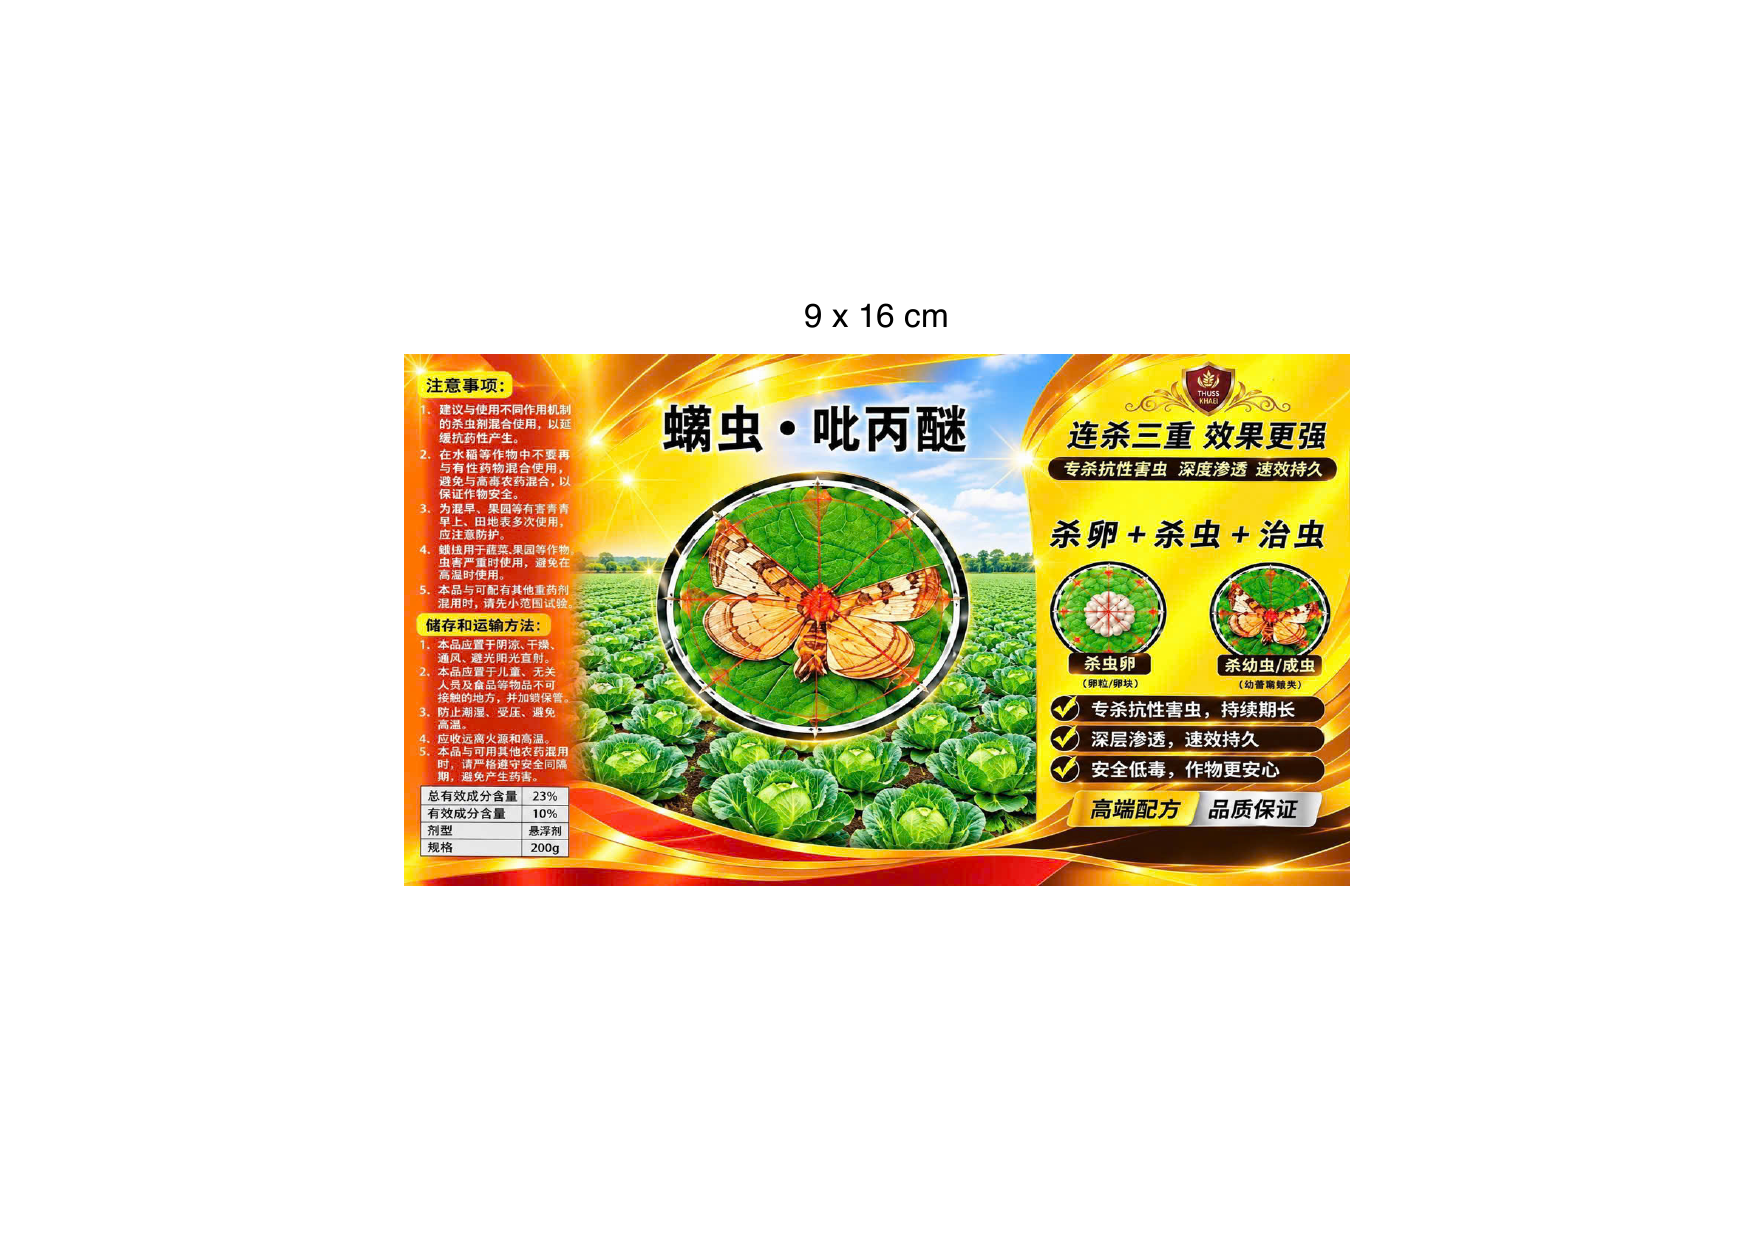 9 x 16 cm
注意事项:
1、建议与使用不同作用机制
的杀虫剂混合使用，以延
缓抗药性产生。
2、在水稻等作物中不要再
与有性药物混合使用，
避免与高毒农药混合，以
保证作物安全。
3、为混早、果园等有害青青
早上、田地表多次使用，
应注意防护。
4、用于蔬菜、果园等作物，
虫害严重时使用，避免在
高温时使用。
5、本品与可配有其他重药剂
混用时，请先小范围试验。
储存和运输方法:
1、本品应置于阴凉、干燥、
通风、避光阳光直射。
2、本品应置于儿童、无关
人员及食品等物品不可
接触的地方，并加锁保管。
3、防止潮湿、受压、避免
高温。
4、应收远离火源和高温。
5、本品与可用其他农药混用
时，请严格遵守安全间隔
期，避免产生药害。
总有效成分含量 23%
有效成分含量 10%
剂型 悬浮剂
规格 200g
螨虫·吡丙醚
THUSS
KHAEI
连杀三重 效果更强
专杀抗性害虫 深度渗透 速效持久
杀卵+杀虫+治虫
杀虫卵
(卵粒/卵块)
杀幼虫/成虫
专杀抗性害虫，持续期长
深层渗透，速效持久
安全低毒，作物更安心
高端配方 品质保证